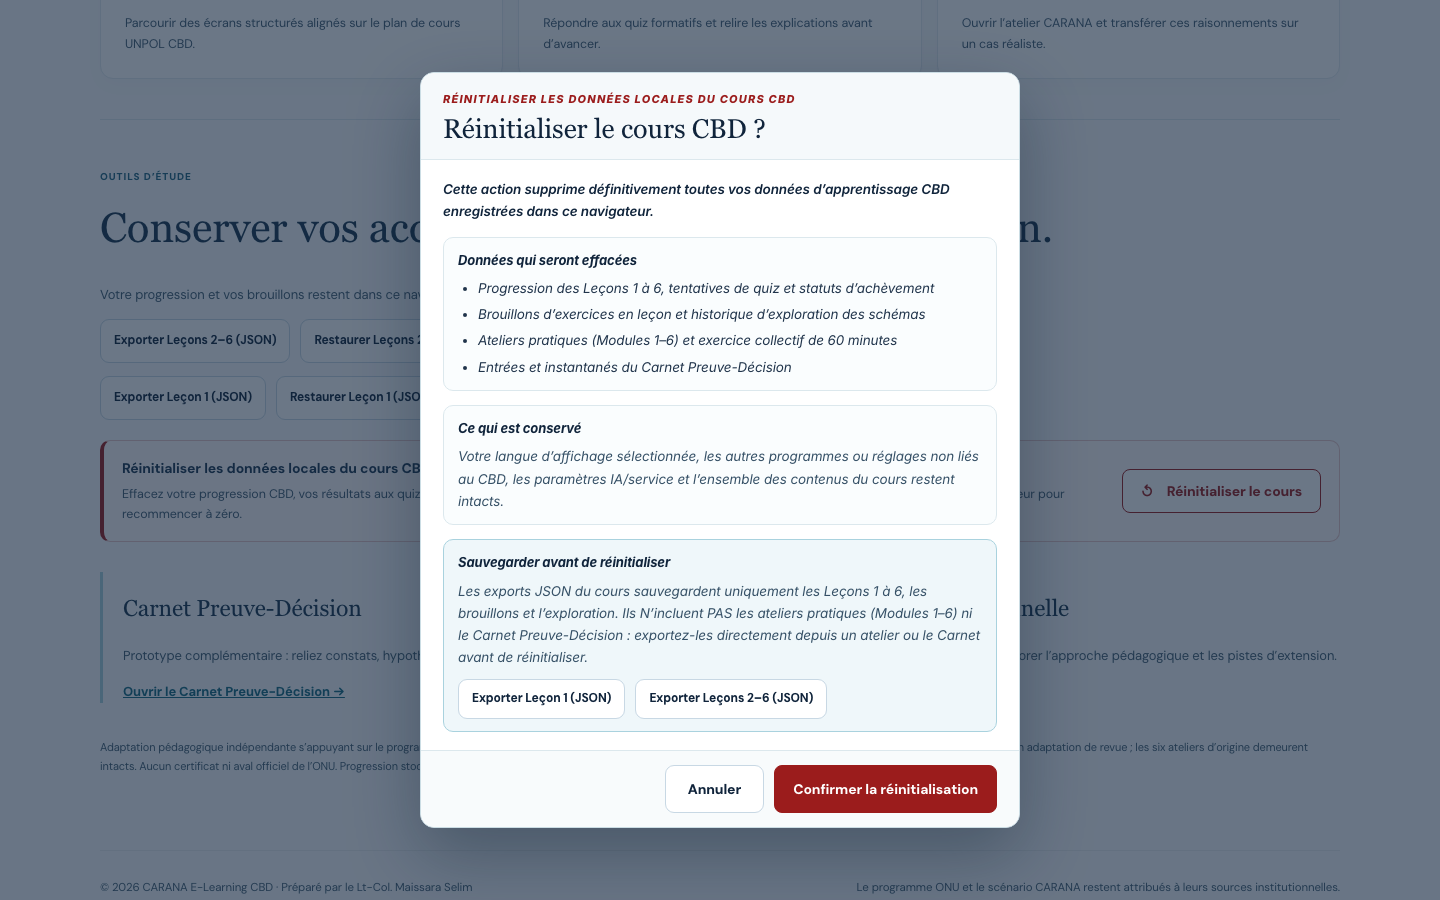 Parcourir des écrans structurés alignés sur le plan de cours
UNPOL CBD.
Répondre aux quiz formatifs et relire les explications avant
d’avancer.
Ouvrir l’atelier CARANA et transférer ces raisonnements sur
un cas réaliste.
OUTILS D’ÉTUDE
Conserver vos acc
n.
Votre progression et vos brouillons restent dans ce nav
Exporter Leçons 2–6 (JSON)
Restaurer Leçons 2
Exporter Leçon 1 (JSON)
Restaurer Leçon 1 (JSO
Réinitialiser les données locales du cours CB
Effacez votre progression CBD, vos résultats aux quiz
eur pour
recommencer à zéro.
Réinitialiser le cours
Carnet Preuve-Décision
nelle
Prototype complémentaire : reliez constats, hypoth
orer l’approche pédagogique et les pistes d’extension.
Ouvrir le Carnet Preuve-Décision →
Adaptation pédagogique indépendante s’appuyant sur le progra
n adaptation de revue ; les six ateliers d’origine demeurent
intacts. Aucun certificat ni aval officiel de l’ONU. Progression stoc
© 2026 CARANA E-Learning CBD · Préparé par le Lt-Col. Maissara Selim
Le programme ONU et le scénario CARANA restent attribués à leurs sources institutionnelles.
RÉINITIALISER LES DONNÉES LOCALES DU COURS CBD
Réinitialiser le cours CBD ?
Cette action supprime définitivement toutes vos données d’apprentissage CBD
enregistrées dans ce navigateur.
Données qui seront effacées
• Progression des Leçons 1 à 6, tentatives de quiz et statuts d’achèvement
• Brouillons d’exercices en leçon et historique d’exploration des schémas
• Ateliers pratiques (Modules 1–6) et exercice collectif de 60 minutes
• Entrées et instantanés du Carnet Preuve-Décision
Ce qui est conservé
Votre langue d’affichage sélectionnée, les autres programmes ou réglages non liés
au CBD, les paramètres IA/service et l’ensemble des contenus du cours restent
intacts.
Sauvegarder avant de réinitialiser
Les exports JSON du cours sauvegardent uniquement les Leçons 1 à 6, les
brouillons et l’exploration. Ils N’incluent PAS les ateliers pratiques (Modules 1–6) ni
le Carnet Preuve-Décision : exportez-les directement depuis un atelier ou le Carnet
avant de réinitialiser.
Exporter Leçon 1 (JSON)
Exporter Leçons 2–6 (JSON)
Annuler
Confirmer la réinitialisation